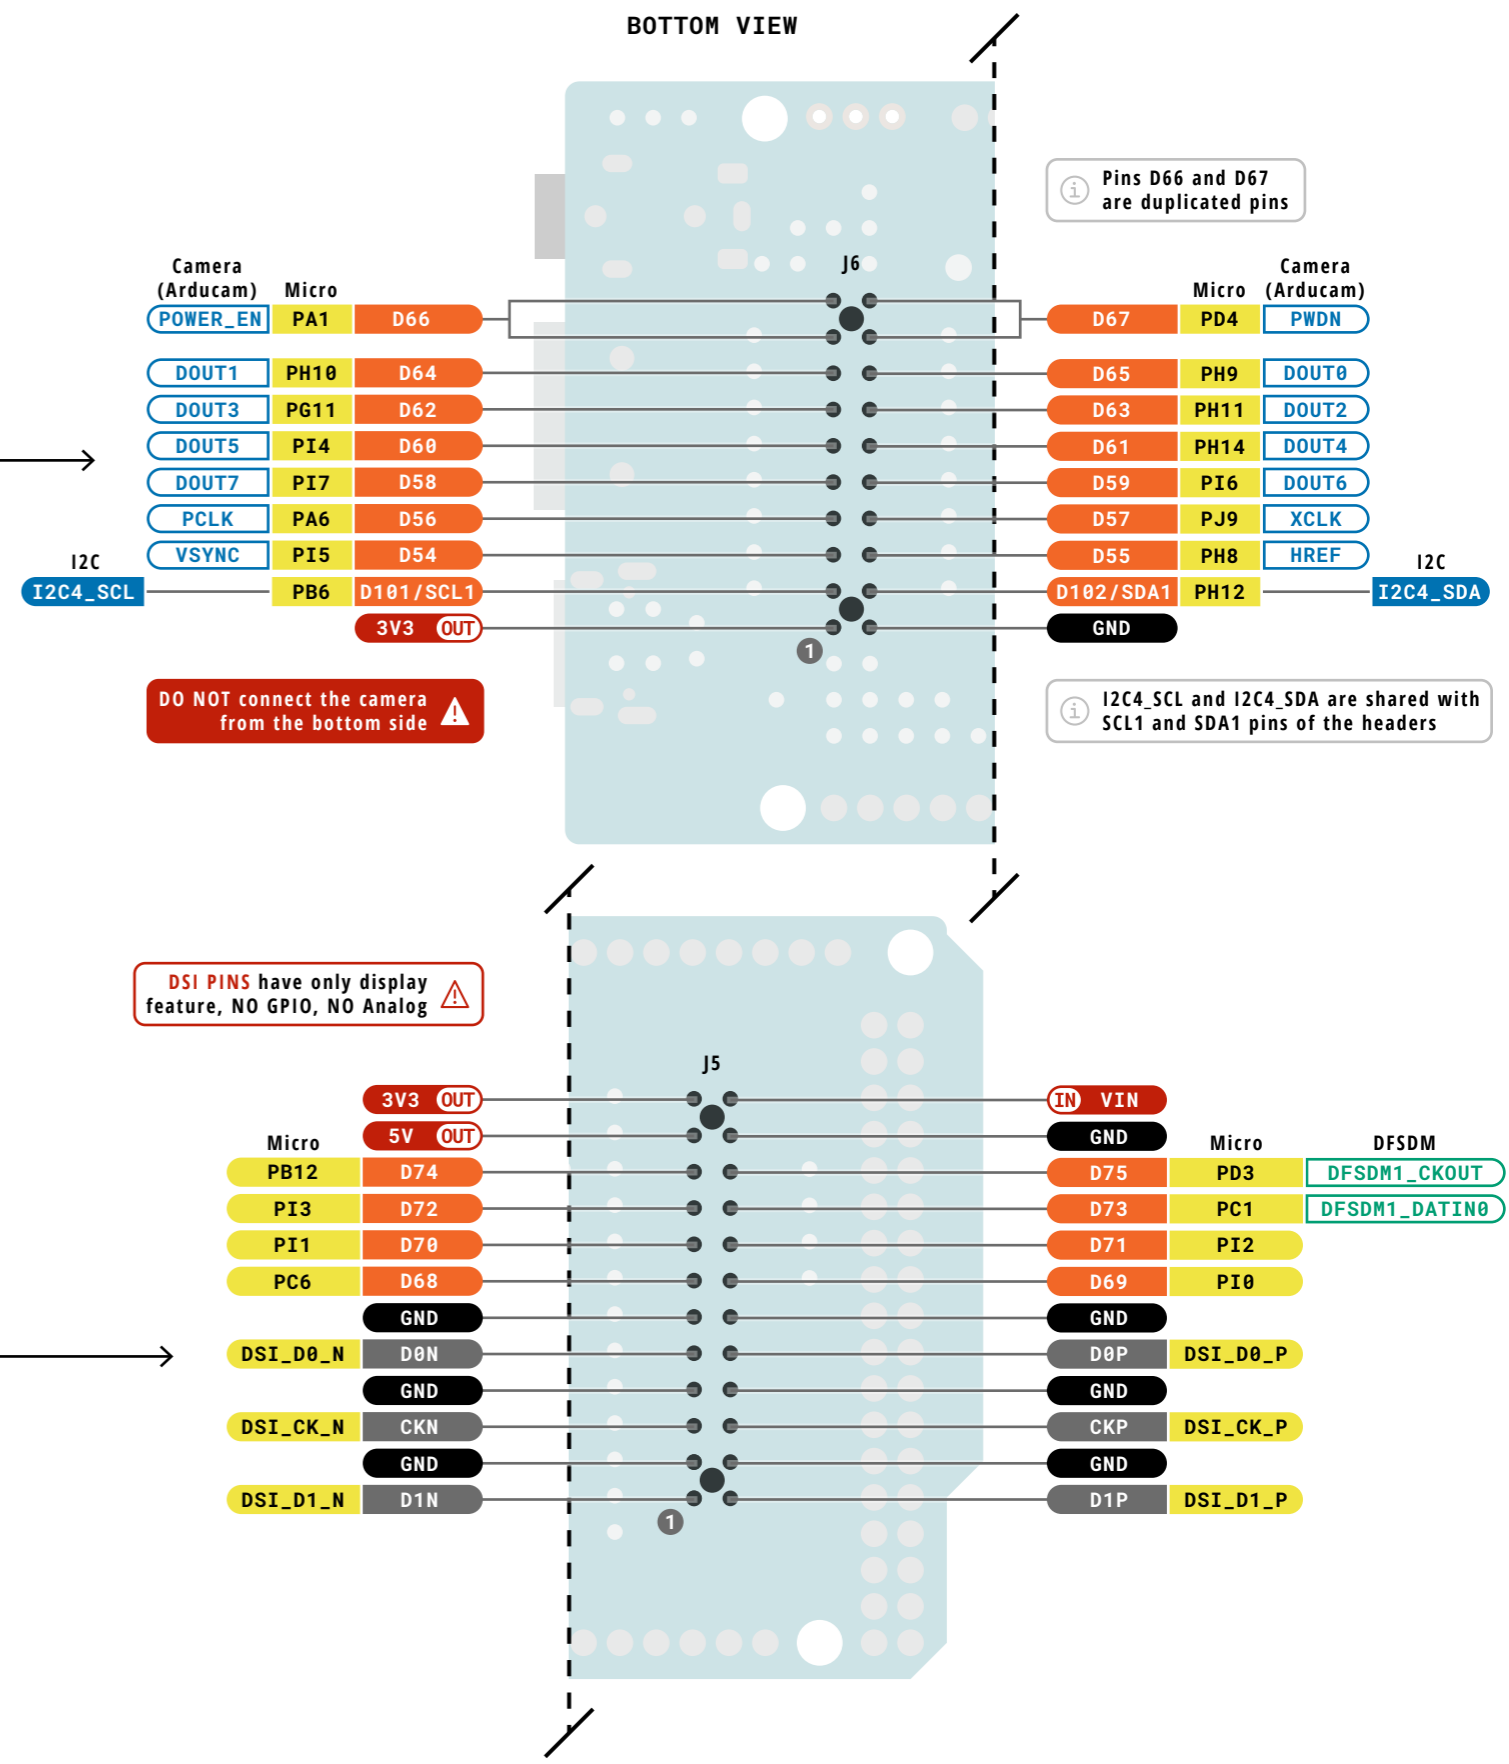 BOTTOM VIEW
Pins D66 and D67
are duplicated pins
J6
Camera
(Arducam) Micro
Camera
Micro (Arducam)
POWER_EN PA1 D66 D67 PD4 PWDN
DOUT1 PH10 D64 D65 PH9 DOUT0
DOUT3 PG11 D62 D63 PH11 DOUT2
DOUT5 PI4 D60 D61 PH14 DOUT4
DOUT7 PI7 D58 D59 PI6 DOUT6
PCLK PA6 D56 D57 PJ9 XCLK
VSYNC PI5 D54 D55 PH8 HREF
I2C I2C
I2C4_SCL PB6 D101/SCL1 D102/SDA1 PH12 I2C4_SDA
3V3 OUT GND
1
DO NOT connect the camera
from the bottom side
I2C4_SCL and I2C4_SDA are shared with
SCL1 and SDA1 pins of the headers
DSI PINS have only display
feature, NO GPIO, NO Analog
J5
3V3 OUT IN VIN
5V OUT GND
Micro Micro DFSDM
PB12 D74 D75 PD3 DFSDM1_CKOUT
PI3 D72 D73 PC1 DFSDM1_DATIN0
PI1 D70 D71 PI2
PC6 D68 D69 PI0
GND GND
DSI_D0_N D0N D0P DSI_D0_P
GND GND
DSI_CK_N CKN CKP DSI_CK_P
GND GND
DSI_D1_N D1N D1P DSI_D1_P
1